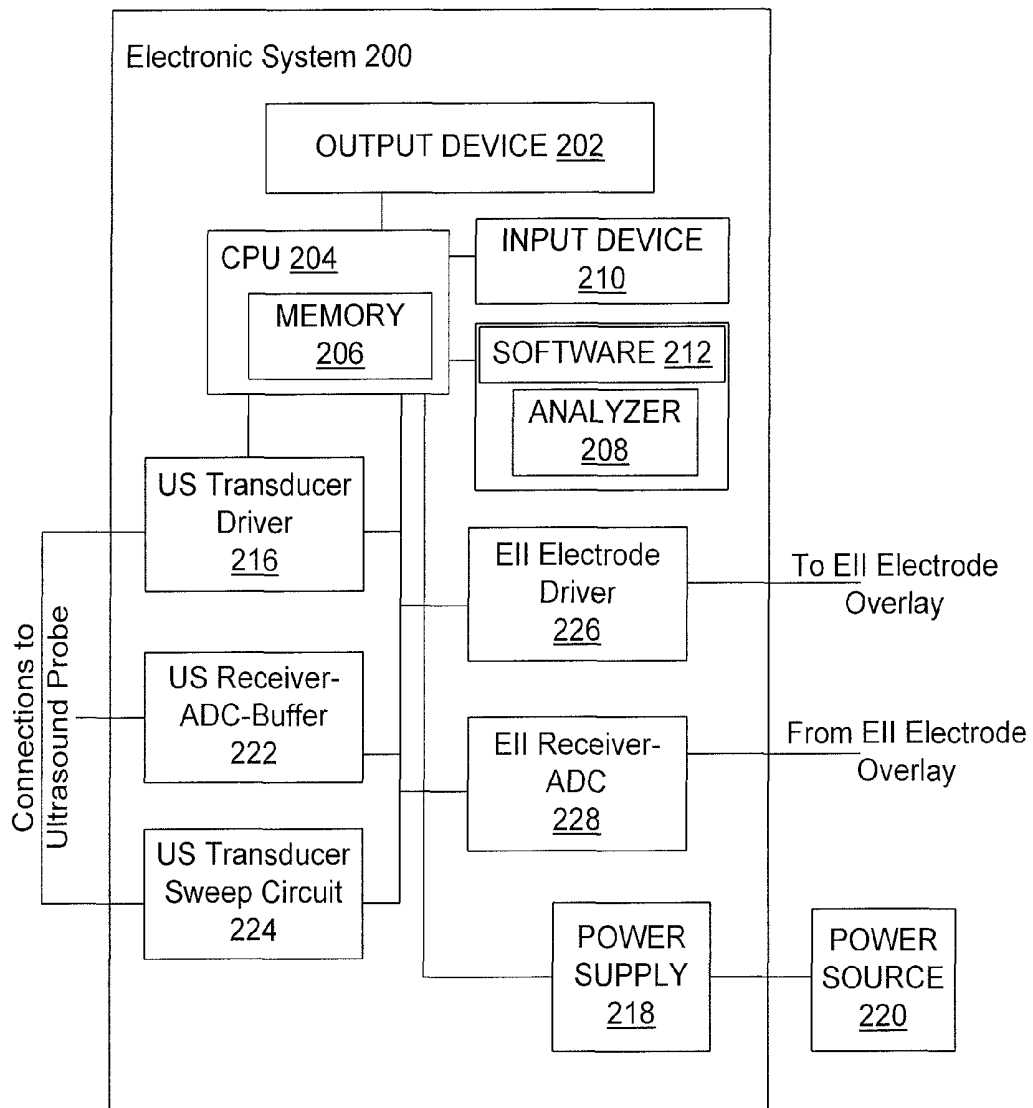 Electronic System 200
OUTPUT DEVICE 202
CPU 204
MEMORY
206
INPUT DEVICE
210
SOFTWARE 212
ANALYZER
208
US Transducer
Driver
216
EII Electrode
Driver
226
To EII Electrode
Overlay
Connections to
Ultrasound Probe
US Receiver-
ADC-Buffer
222
EII Receiver-
ADC
228
From EII Electrode
Overlay
US Transducer
Sweep Circuit
224
POWER
SUPPLY
218
POWER
SOURCE
220